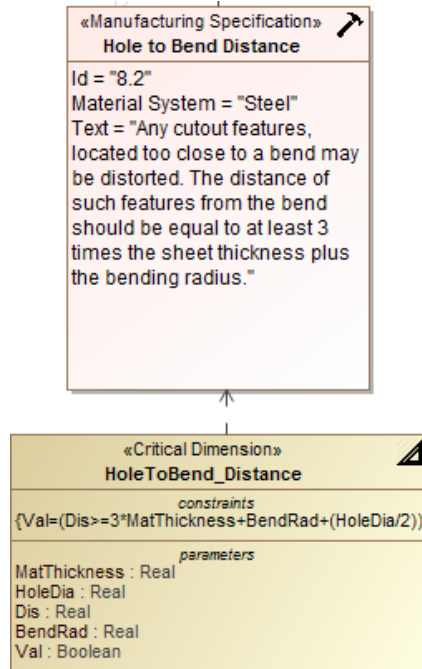 «Manufacturing Specification»
Hole to Bend Distance
Id = "8.2"
Material System = "Steel"
Text = "Any cutout features,
located too close to a bend may
be distorted. The distance of
such features from the bend
should be equal to at least 3
times the sheet thickness plus
the bending radius."
«Critical Dimension»
HoleToBend_Distance
constraints
{Val=(Dis>=3*MatThickness+BendRad+(HoleDia/2))
parameters
MatThickness : Real
HoleDia : Real
Dis : Real
BendRad : Real
Val : Boolean